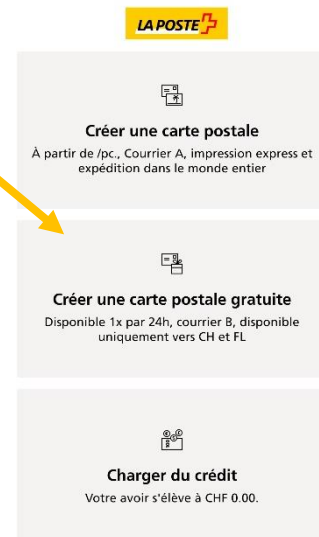 LA POSTE
Créer une carte postale
À partir de /pc., Courrier A, impression express et
expédition dans le monde entier
Créer une carte postale gratuite
Disponible 1x par 24h, courrier B, disponible
uniquement vers CH et FL
Charger du crédit
Votre avoir s'élève à CHF 0.00.